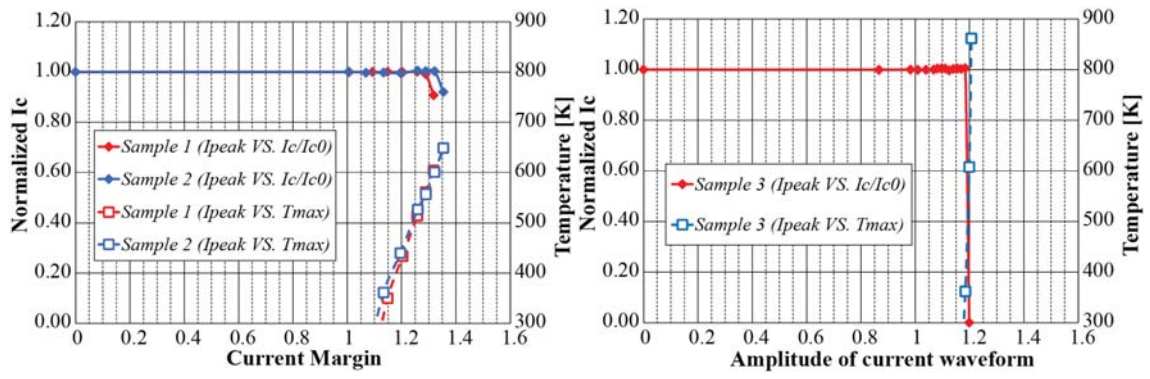 1.20
1.00
0.80
0.60
0.40
0.20
0.00
Normalized Ic
900
800
700
600
500
400
300
Temperature [K]
0 0.2 0.4 0.6 0.8 1 1.2 1.4 1.6
Current Margin
Sample 1 (Ipeak VS. Ic/Ic0)
Sample 2 (Ipeak VS. Ic/Ic0)
Sample 1 (Ipeak VS. Tmax)
Sample 2 (Ipeak VS. Tmax)
1.20
1.00
0.80
0.60
0.40
0.20
0.00
Normalized Ic
900
800
700
600
500
400
300
Temperature [K]
0 0.2 0.4 0.6 0.8 1 1.2 1.4 1.6
Amplitude of current waveform
Sample 3 (Ipeak VS. Ic/Ic0)
Sample 3 (Ipeak VS. Tmax)